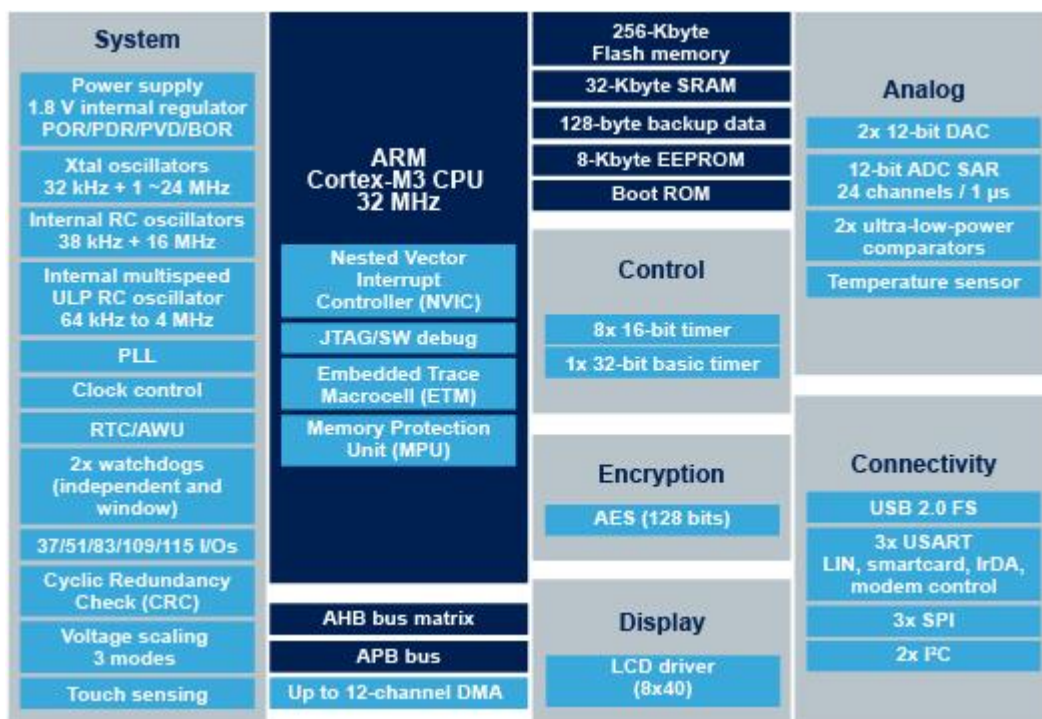 System
Power supply
1.8 V internal regulator
POR/PDR/PVD/BOR
Xtal oscillators
32 kHz + 1 ~24 MHz
Internal RC oscillators
38 kHz + 16 MHz
Internal multispeed
ULP RC oscillator
64 kHz to 4 MHz
PLL
Clock control
RTC/AWU
2x watchdogs
(independent and
window)
37/51/83/109/115 I/Os
Cyclic Redundancy
Check (CRC)
Voltage scaling
3 modes
Touch sensing
ARM
Cortex-M3 CPU
32 MHz
Nested Vector
Interrupt
Controller (NVIC)
JTAG/SW debug
Embedded Trace
Macrocell (ETM)
Memory Protection
Unit (MPU)
AHB bus matrix
APB bus
Up to 12-channel DMA
256-Kbyte
Flash memory
32-Kbyte SRAM
128-byte backup data
8-Kbyte EEPROM
Boot ROM
Control
8x 16-bit timer
1x 32-bit basic timer
Encryption
AES (128 bits)
Display
LCD driver
(8x40)
Analog
2x 12-bit DAC
12-bit ADC SAR
24 channels / 1 µs
2x ultra-low-power
comparators
Temperature sensor
Connectivity
USB 2.0 FS
3x USART
LIN, smartcard, IrDA,
modem control
3x SPI
2x I²C